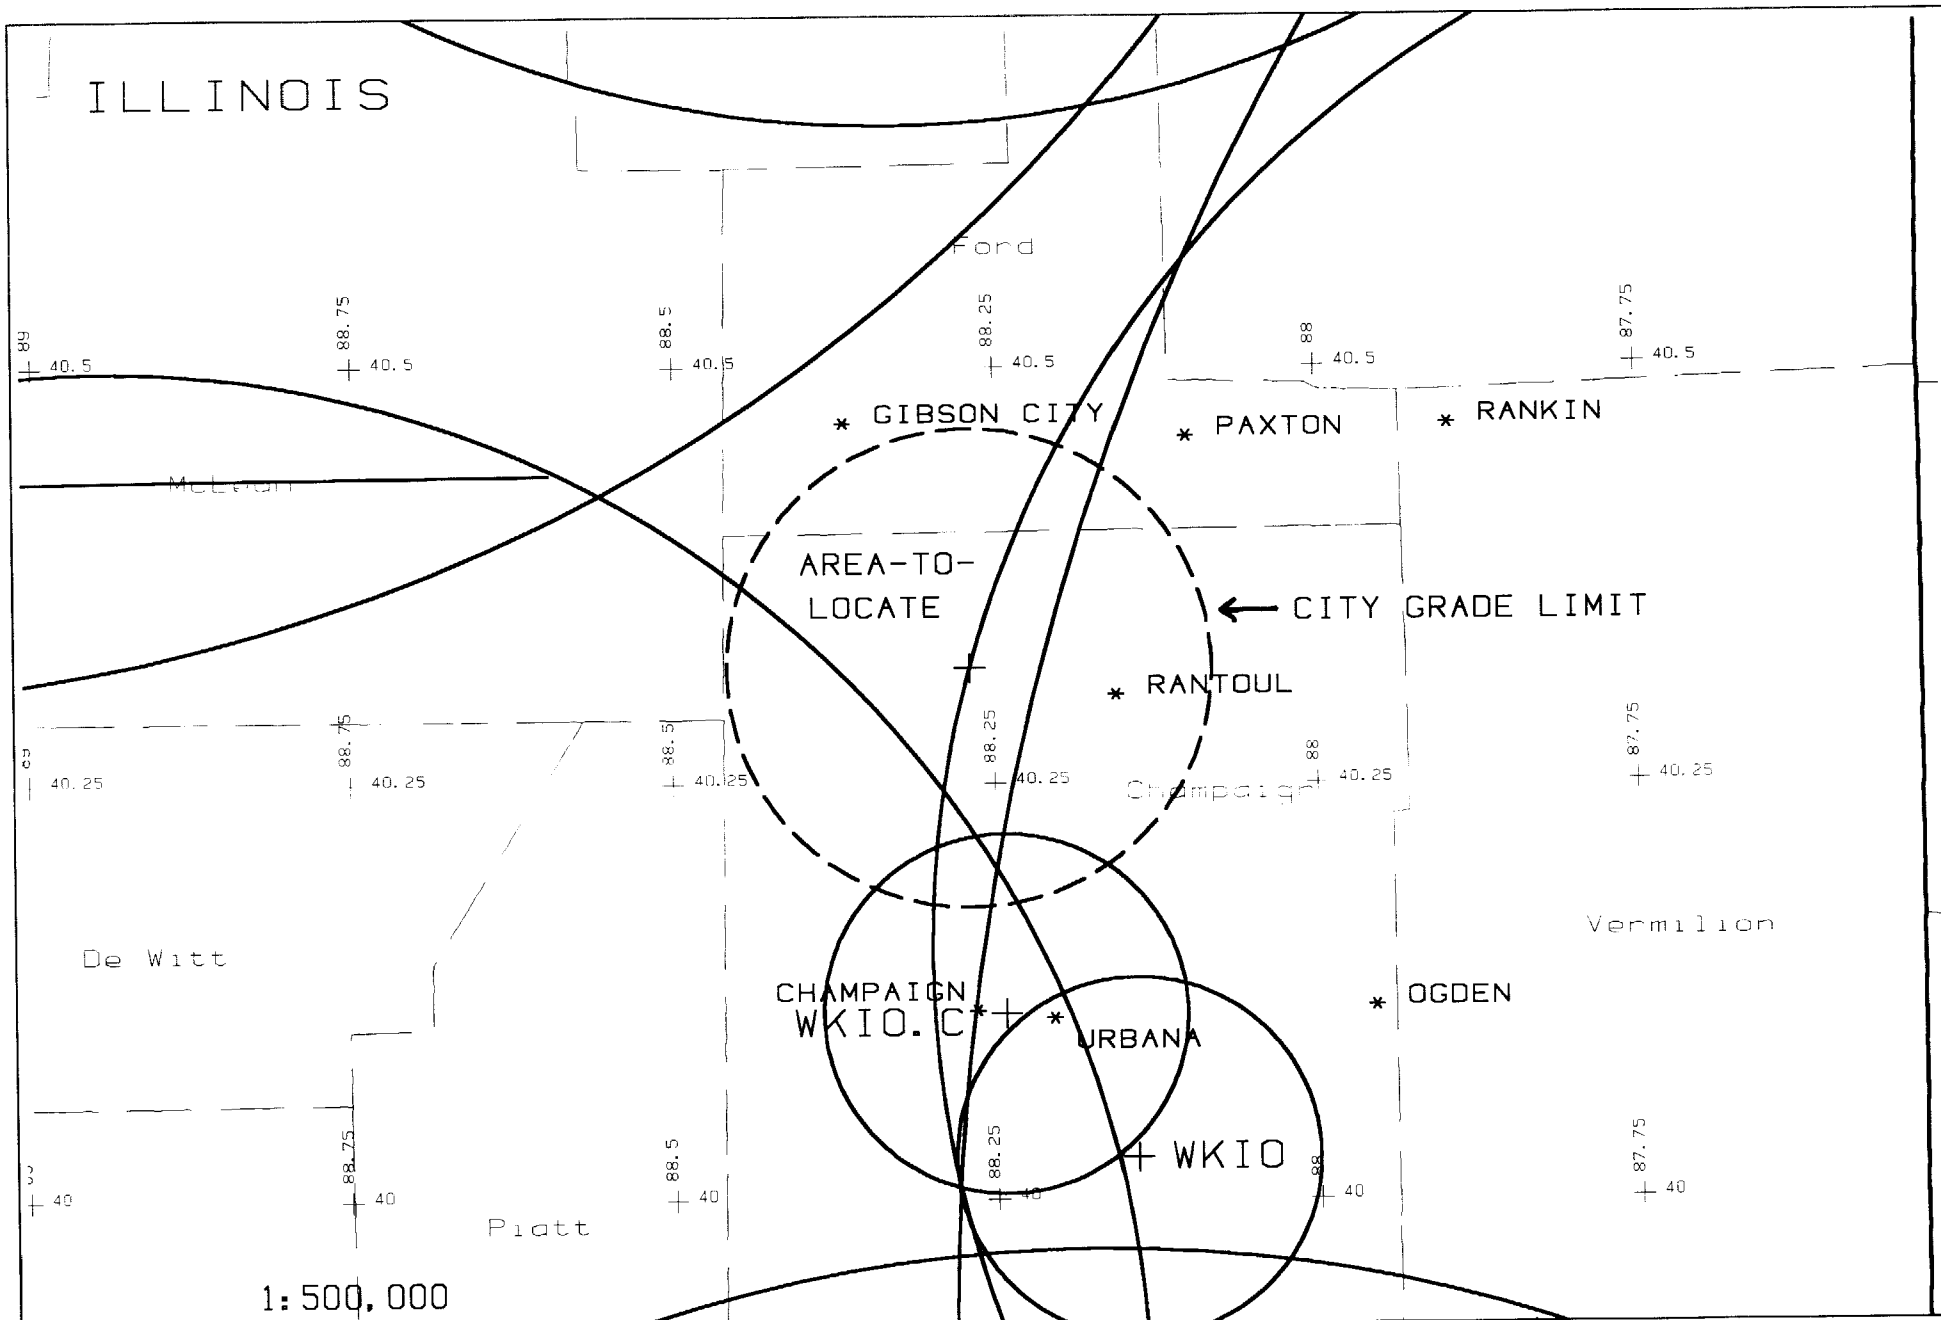 ILLINOIS
Ford
89
88.75
88.5
88.25
88
87.75
40.5
40.5
40.5
40.5
40.5
40.5
GIBSON CITY
PAXTON
RANKIN
McLean
AREA-TO-
LOCATE
CITY GRADE LIMIT
RANTOUL
88.75
88.5
88.25
88
87.75
40.25
40.25
40.25
40.25
40.25
40.25
Champaign
De Witt
Vermilion
CHAMPAIGN
WKIO.C
OGDEN
URBANA
WKIO
88.75
88.5
88.25
88
87.75
40
40
40
40
40
40
Piatt
1:500,000